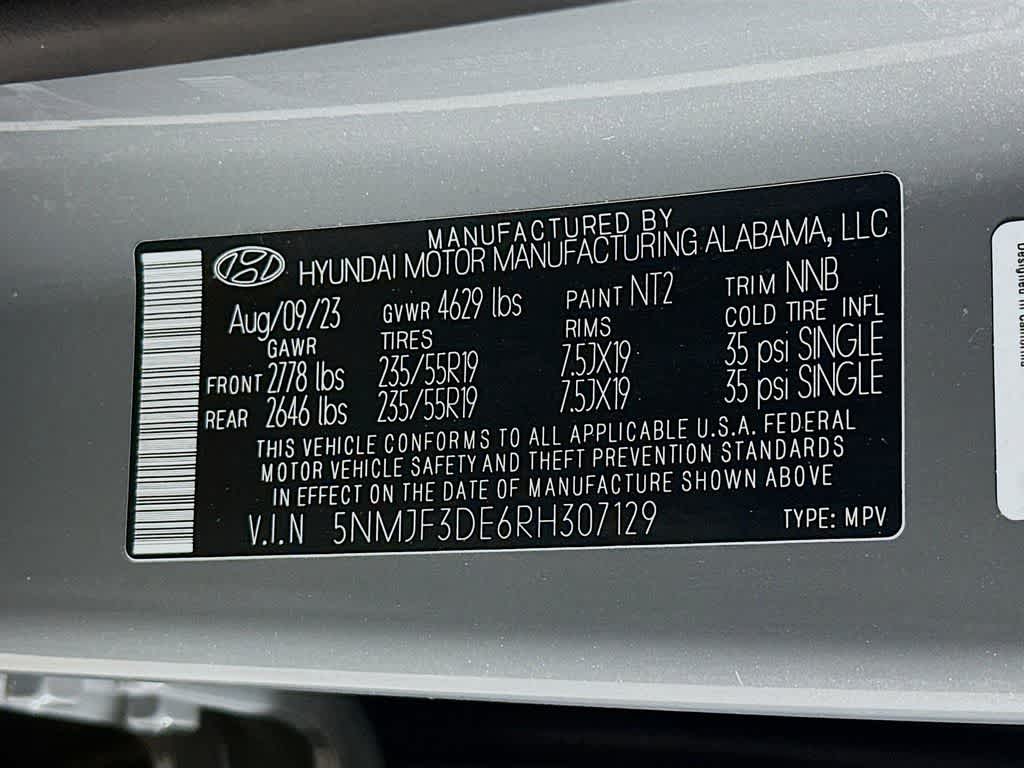 MANUFACTURED BY
HYUNDAI MOTOR MANUFACTURING ALABAMA, LLC
Aug/09/23 GVWR 4629 lbs PAINT NT2 TRIM NNB
GAWR TIRES RIMS COLD TIRE INFL
FRONT 2778 lbs 235/55R19 7.5JX19 35 psi SINGLE
REAR 2646 lbs 235/55R19 7.5JX19 35 psi SINGLE
THIS VEHICLE CONFORMS TO ALL APPLICABLE U.S.A. FEDERAL
MOTOR VEHICLE SAFETY AND THEFT PREVENTION STANDARDS
IN EFFECT ON THE DATE OF MANUFACTURE SHOWN ABOVE
V.I.N 5NMJF3DE6RH307129 TYPE: MPV
Designed in California